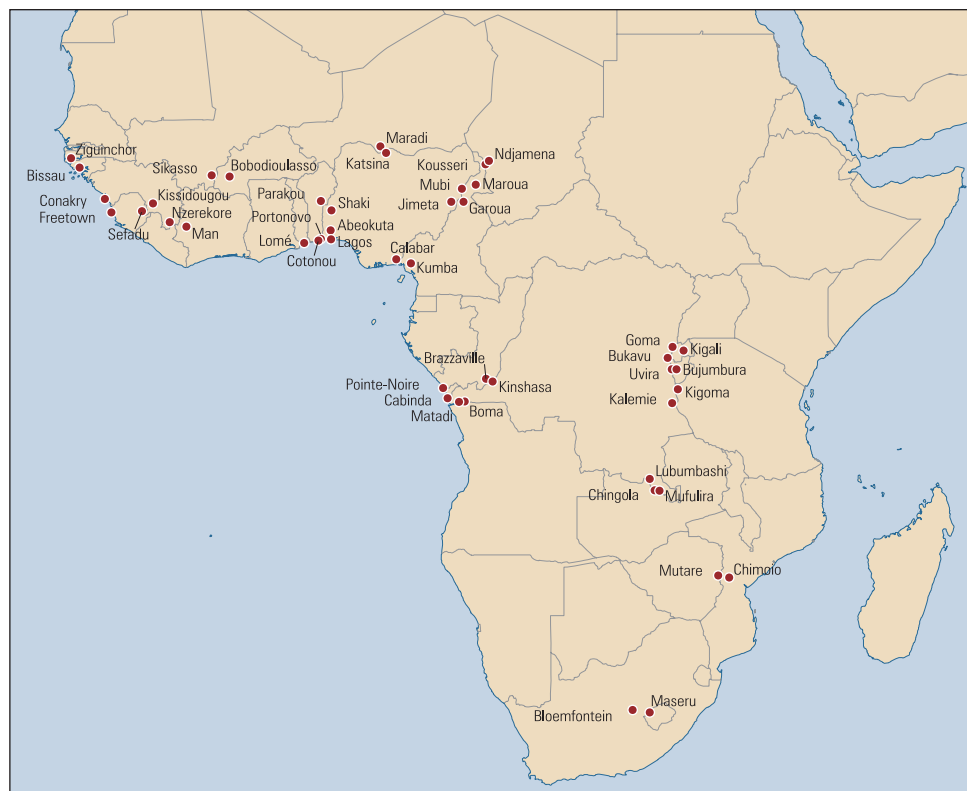 Maradi
Katsina
Kousseri
Ndjamena
Ziguinchor
Bissau
Sikasso
Bobodioulasso
Mubi
Maroua
Conakry
Kissidougou
Parakou
Shaki
Jimeta
Garoua
Freetown
Nzerekore
Portonovo
Abeokuta
Sefadu
Man
Lomé
Lagos
Cotonou
Calabar
Kumba
Goma
Kigali
Bukavu
Brazzaville
Uvira
Bujumbura
Kinshasa
Pointe-Noire
Kigoma
Cabinda
Kalemie
Matadi
Boma
Lubumbashi
Chingola
Mufulira
Mutare
Chimoio
Maseru
Bloemfontein